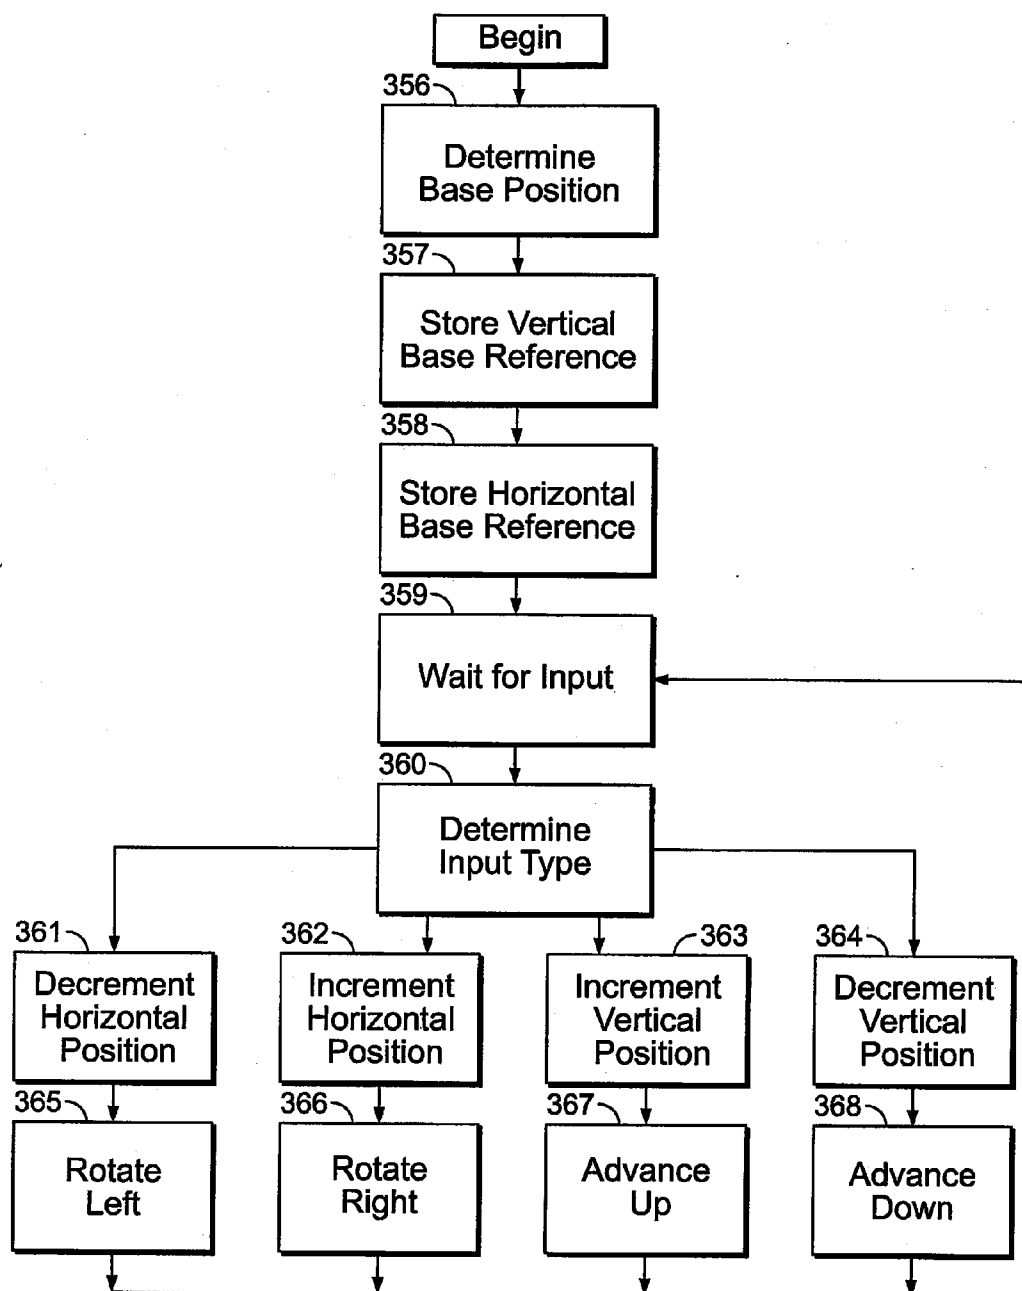 Begin
356
Determine
Base Position
357
Store Vertical
Base Reference
358
Store Horizontal
Base Reference
359
Wait for Input
360
Determine
Input Type
361
Decrement
Horizontal
Position
362
Increment
Horizontal
Position
363
Increment
Vertical
Position
364
Decrement
Vertical
Position
365
Rotate
Left
366
Rotate
Right
367
Advance
Up
368
Advance
Down